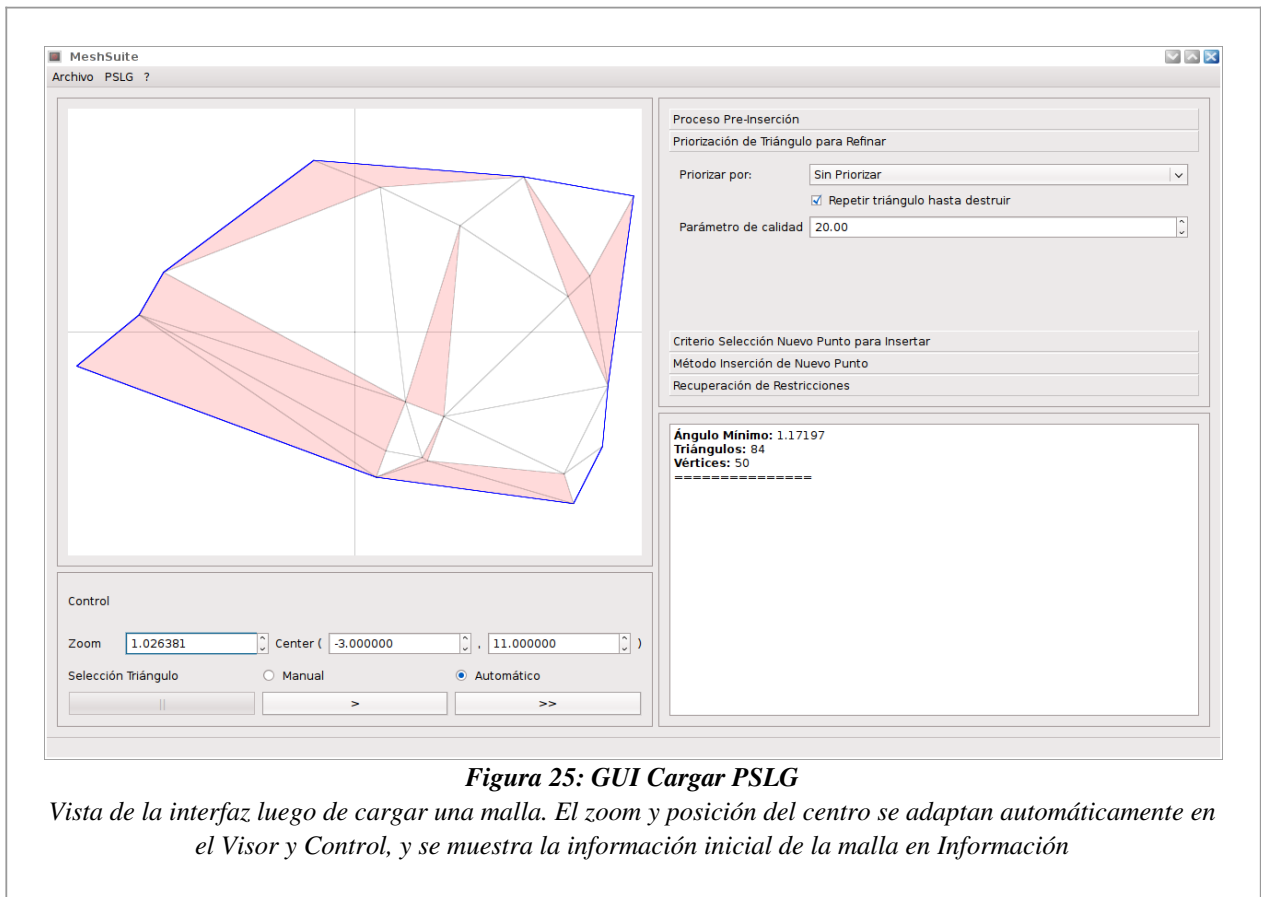 MeshSuite
Archivo PSLG ?
Proceso Pre-Inserción
Priorización de Triángulo para Refinar
Priorizar por: Sin Priorizar
Repetir triángulo hasta destruir
Parámetro de calidad 20.00
Criterio Selección Nuevo Punto para Insertar
Método Inserción de Nuevo Punto
Recuperación de Restricciones
Ángulo Mínimo: 1.17197
Triángulos: 84
Vértices: 50
===============
Control
Zoom 1.026381 Center ( -3.000000 , 11.000000 )
Selección Triángulo Manual Automático
|| > >>
Figura 25: GUI Cargar PSLG
Vista de la interfaz luego de cargar una malla. El zoom y posición del centro se adaptan automáticamente en
el Visor y Control, y se muestra la información inicial de la malla en Información